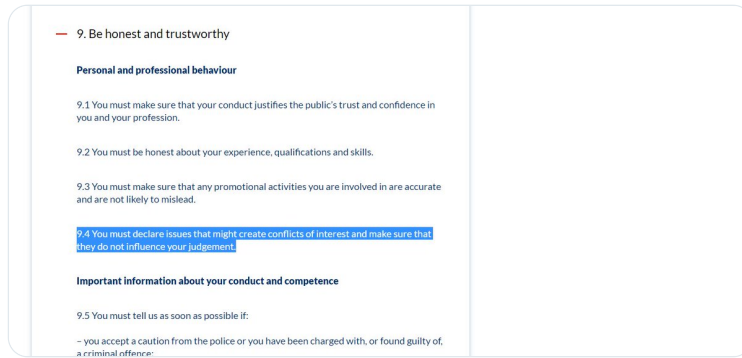 9. Be honest and trustworthy
Personal and professional behaviour
9.1 You must make sure that your conduct justifies the public's trust and confidence in
you and your profession.
9.2 You must be honest about your experience, qualifications and skills.
9.3 You must make sure that any promotional activities you are involved in are accurate
and are not likely to mislead.
9.4 You must declare issues that might create conflicts of interest and make sure that
they do not influence your judgement.
Important information about your conduct and competence
9.5 You must tell us as soon as possible if:
– you accept a caution from the police or you have been charged with, or found guilty of,
a criminal offence;